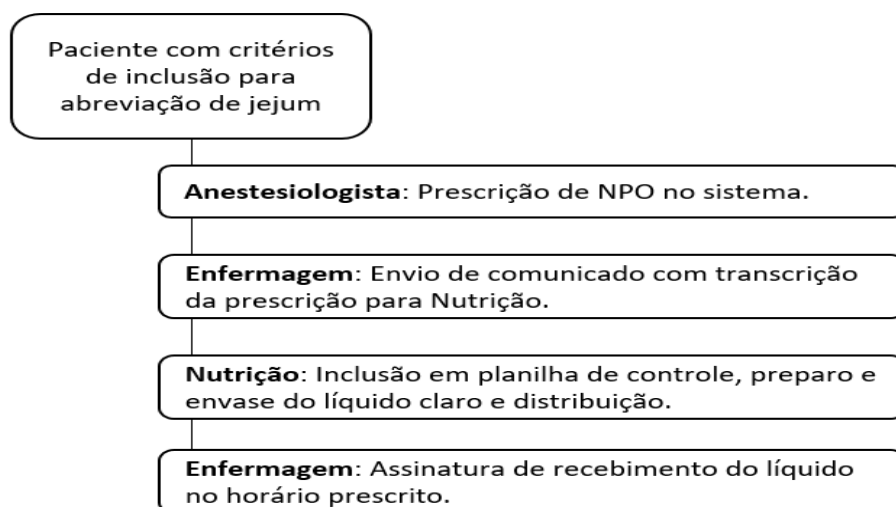 Paciente com critérios
de inclusão para
abreviação de jejum
Anestesiologista: Prescrição de NPO no sistema.
Enfermagem: Envio de comunicado com transcrição
da prescrição para Nutrição.
Nutrição: Inclusão em planilha de controle, preparo e
envase do líquido claro e distribuição.
Enfermagem: Assinatura de recebimento do líquido
no horário prescrito.